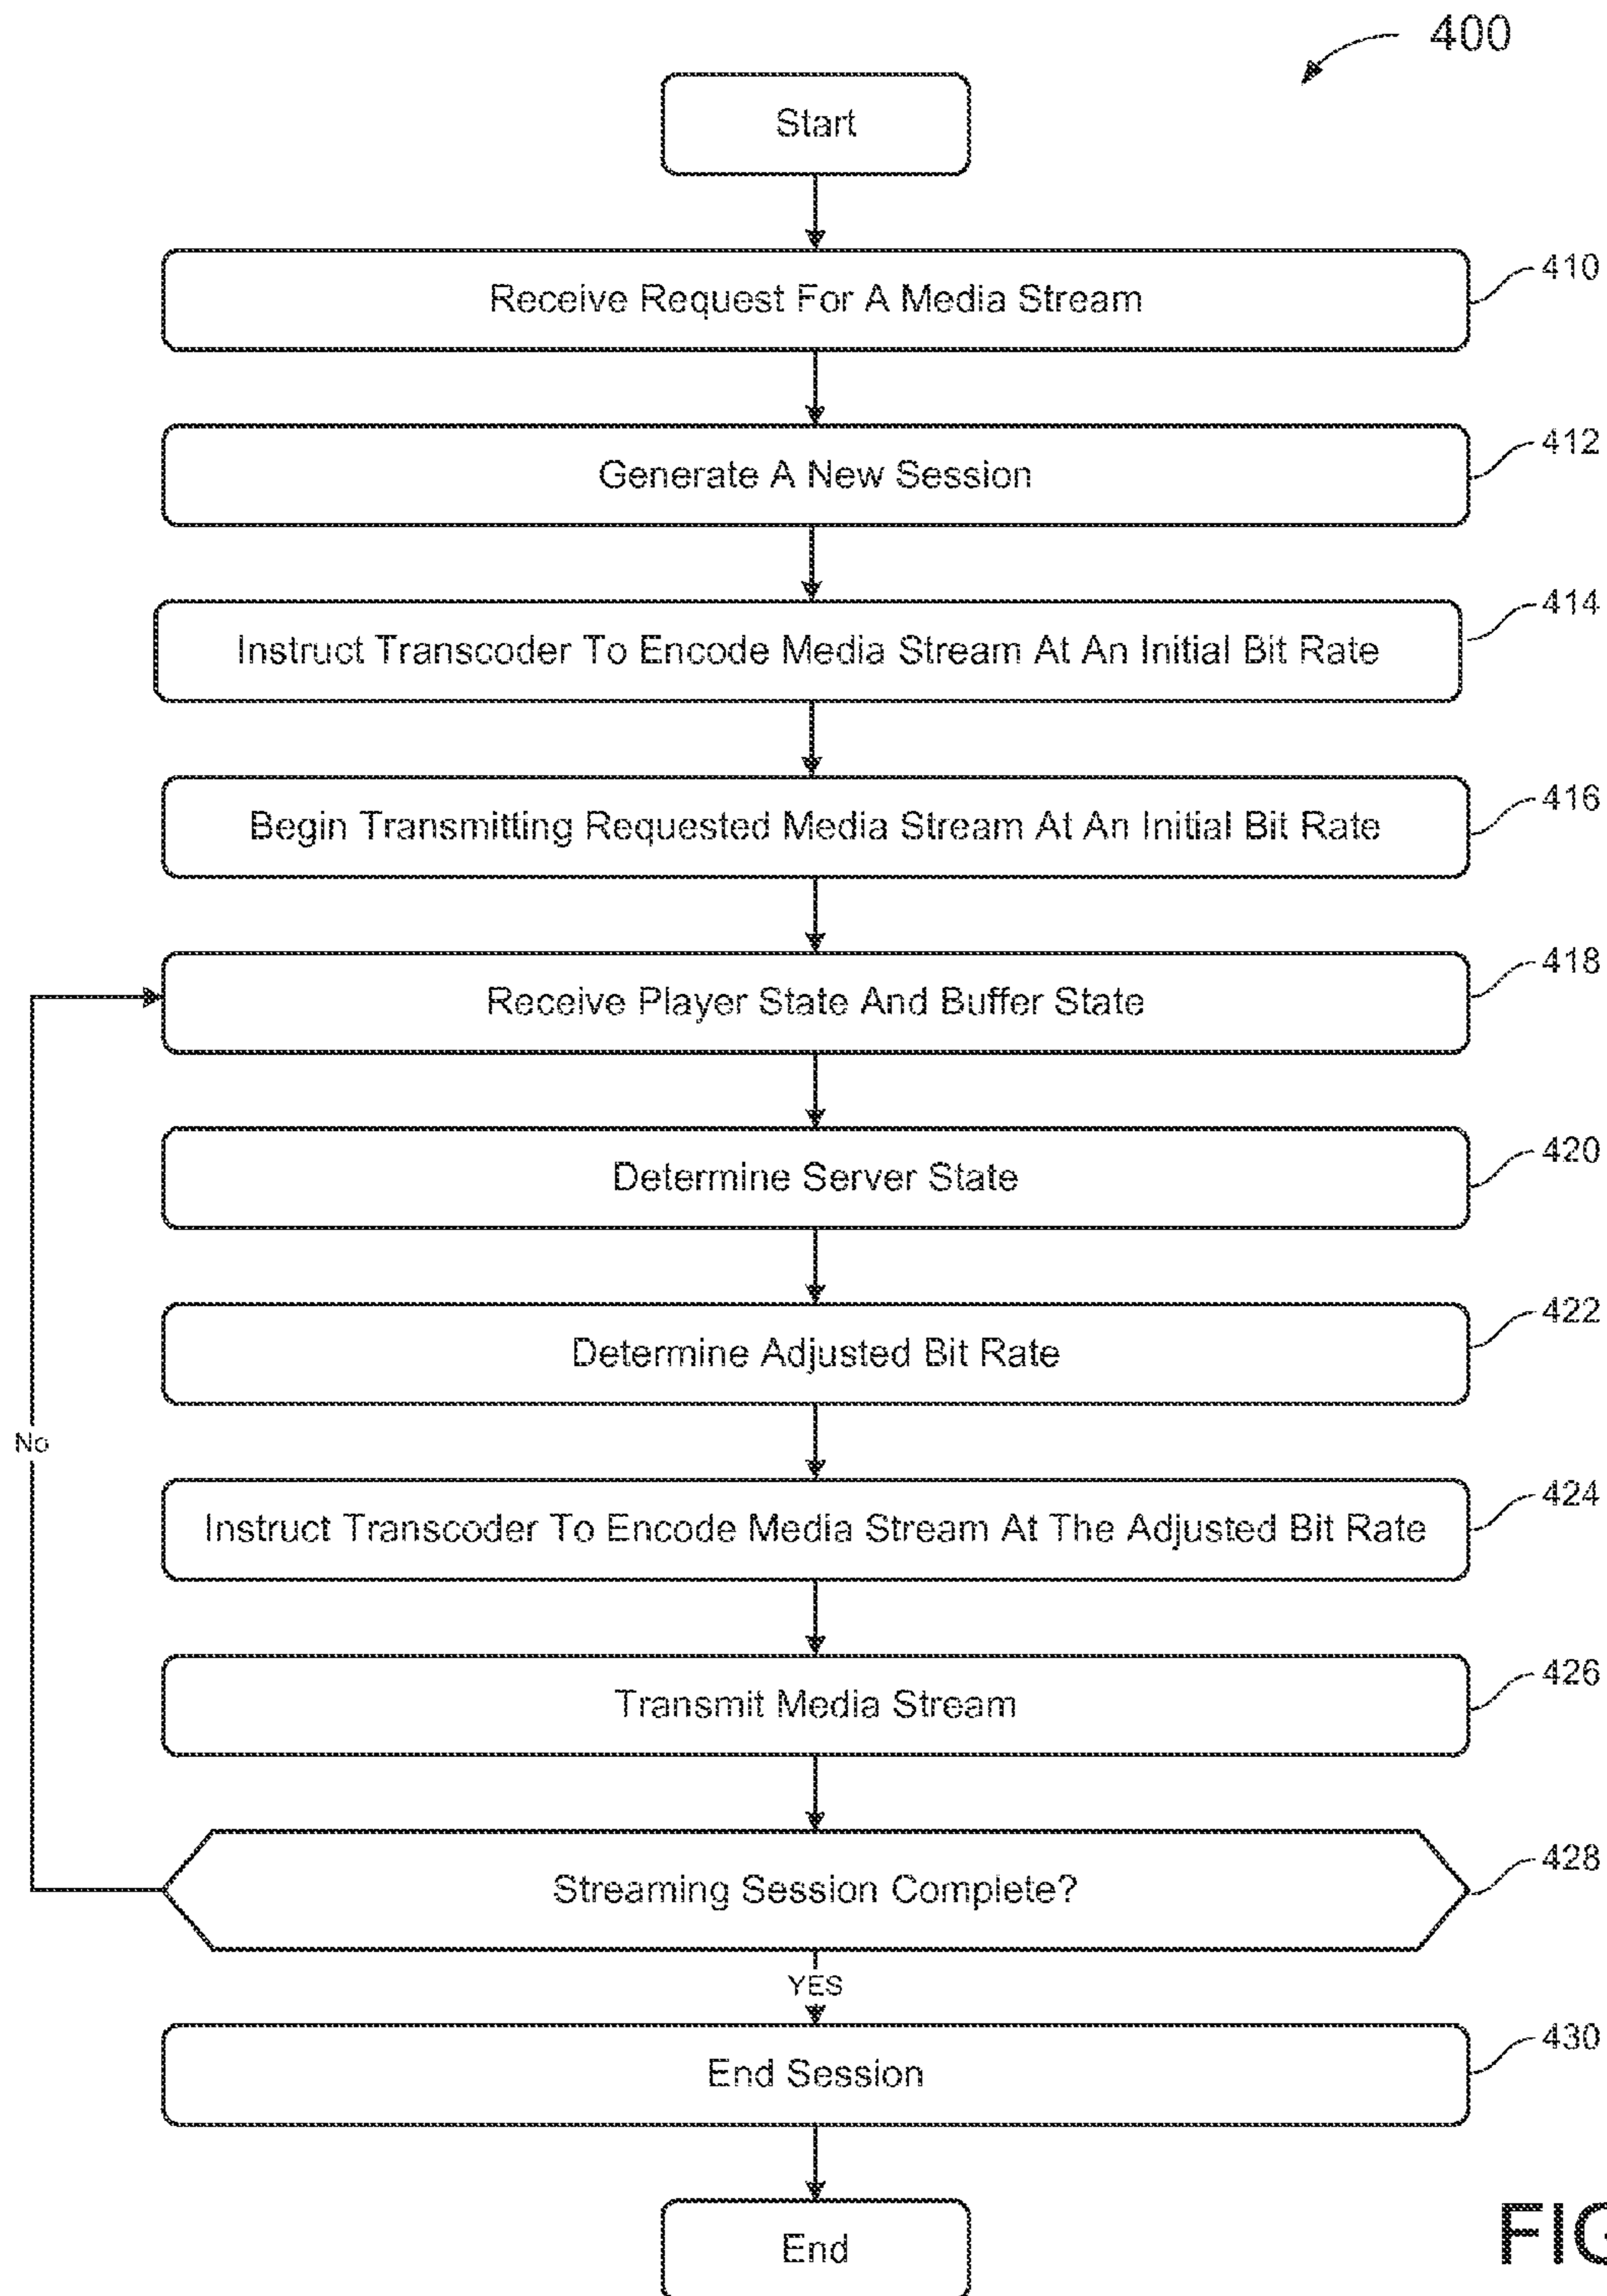 400
Start
Receive Request For A Media Stream
410
Generate A New Session
412
Instruct Transcoder To Encode Media Stream At An Initial Bit Rate
414
Begin Transmitting Requested Media Stream At An Initial Bit Rate
416
Receive Player State And Buffer State
418
Determine Server State
420
Determine Adjusted Bit Rate
422
No
Instruct Transcoder To Encode Media Stream At The Adjusted Bit Rate
424
Transmit Media Stream
426
Streaming Session Complete?
428
YES
End Session
430
End